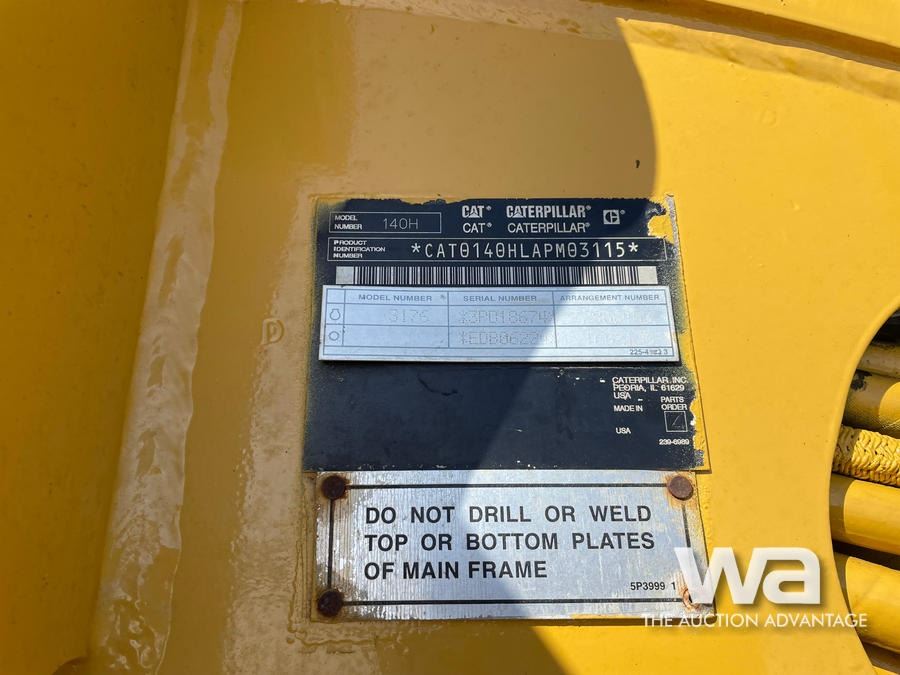 MODEL NUMBER 140H
CAT® CATERPILLAR®
CAT® CATERPILLAR®
PRODUCT IDENTIFICATION NUMBER *CAT0140HLAPM03115*
MODEL NUMBER SERIAL NUMBER ARRANGEMENT NUMBER
3176
CATERPILLAR INC.
PEORIA, IL 61629
USA
MADE IN
USA
PARTS
ORDER
239-6989
DO NOT DRILL OR WELD
TOP OR BOTTOM PLATES
OF MAIN FRAME
5P3999 1
wa
THE AUCTION ADVANTAGE